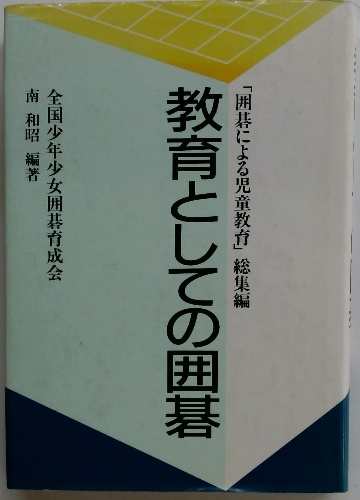 「囲碁による児童教育」総集編
教育としての囲碁
全国少年少女囲碁育成会
南 和昭 編著